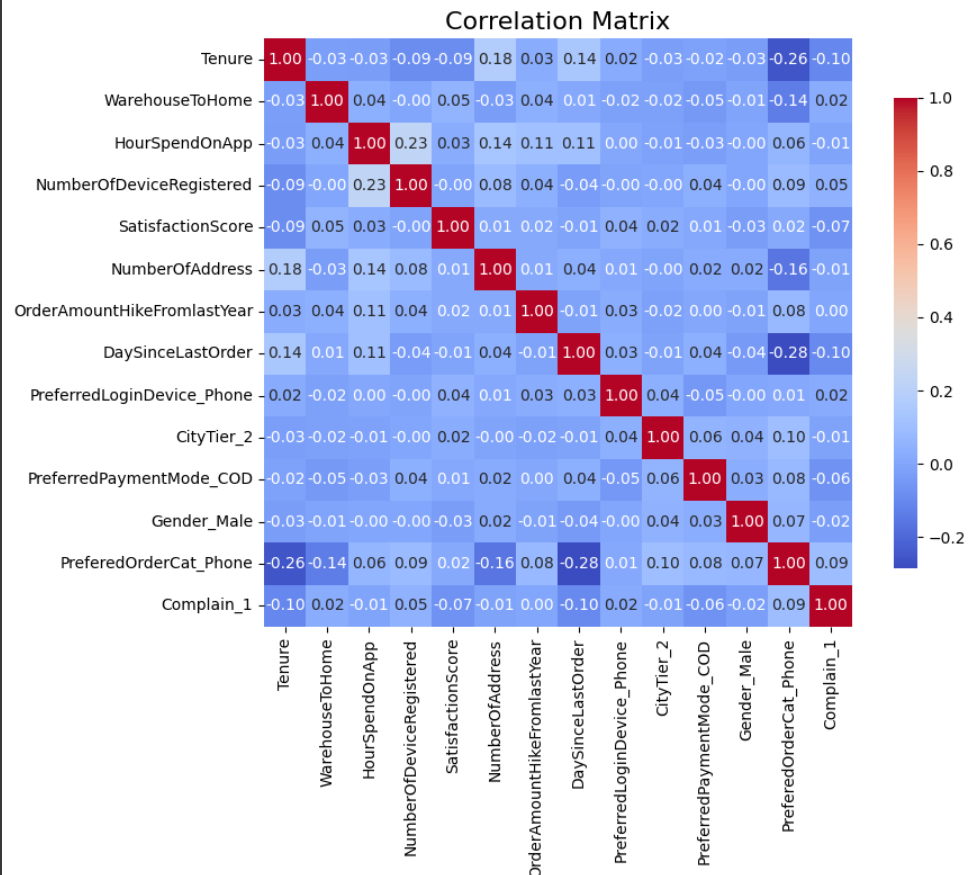 Correlation Matrix
Tenure 1.00 -0.03 -0.03 -0.09 -0.09 0.18 0.03 0.14 0.02 -0.03 -0.02 -0.03 -0.26 -0.10
WarehouseToHome -0.03 1.00 0.04 -0.00 0.05 -0.03 0.04 0.01 -0.02 -0.02 -0.05 -0.01 -0.14 0.02
HourSpendOnApp -0.03 0.04 1.00 0.23 0.03 0.14 0.11 0.11 0.00 -0.01 -0.03 -0.00 0.06 -0.01
NumberOfDeviceRegistered -0.09 -0.00 0.23 1.00 -0.00 0.08 0.04 -0.04 -0.00 -0.00 0.04 -0.00 0.09 0.05
SatisfactionScore -0.09 0.05 0.03 -0.00 1.00 0.01 0.02 -0.01 0.04 0.02 0.01 -0.03 0.02 -0.07
NumberOfAddress 0.18 -0.03 0.14 0.08 0.01 1.00 0.01 0.04 0.01 -0.00 0.02 0.02 -0.16 -0.01
OrderAmountHikeFromlastYear 0.03 0.04 0.11 0.04 0.02 0.01 1.00 -0.01 0.03 -0.02 0.00 -0.01 0.08 0.00
DaySinceLastOrder 0.14 0.01 0.11 -0.04 -0.01 0.04 -0.01 1.00 0.03 -0.01 0.04 -0.04 -0.28 -0.10
PreferredLoginDevice_Phone 0.02 -0.02 0.00 -0.00 0.04 0.01 0.03 0.03 1.00 0.04 -0.05 -0.00 0.01 0.02
CityTier_2 -0.03 -0.02 -0.01 -0.00 0.02 -0.00 -0.02 -0.01 0.04 1.00 0.06 0.04 0.10 -0.01
PreferredPaymentMode_COD -0.02 -0.05 -0.03 0.04 0.01 0.02 0.00 0.04 -0.05 0.06 1.00 0.03 0.08 -0.06
Gender_Male -0.03 -0.01 -0.00 -0.00 -0.03 0.02 -0.01 -0.04 -0.00 0.04 0.03 1.00 0.07 -0.02
PreferedOrderCat_Phone -0.26 -0.14 0.06 0.09 0.02 -0.16 0.08 -0.28 0.01 0.10 0.08 0.07 1.00 0.09
Complain_1 -0.10 0.02 -0.01 0.05 -0.07 -0.01 0.00 -0.10 0.02 -0.01 -0.06 -0.02 0.09 1.00
Tenure
WarehouseToHome
HourSpendOnApp
NumberOfDeviceRegistered
SatisfactionScore
NumberOfAddress
OrderAmountHikeFromlastYear
DaySinceLastOrder
PreferredLoginDevice_Phone
CityTier_2
PreferredPaymentMode_COD
Gender_Male
PreferedOrderCat_Phone
Complain_1
1.0
0.8
0.6
0.4
0.2
0.0
−0.2